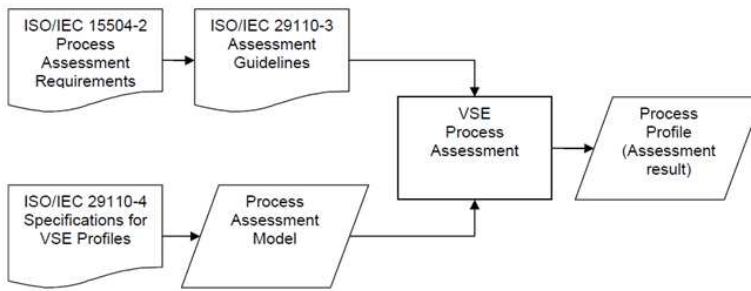 ISO/IEC 15504-2
Process
Assessment
Requirements
ISO/IEC 29110-3
Assessment
Guidelines
VSE
Process
Assessment
Process
Profile
(Assessment
result)
ISO/IEC 29110-4
Specifications for
VSE Profiles
Process
Assessment
Model